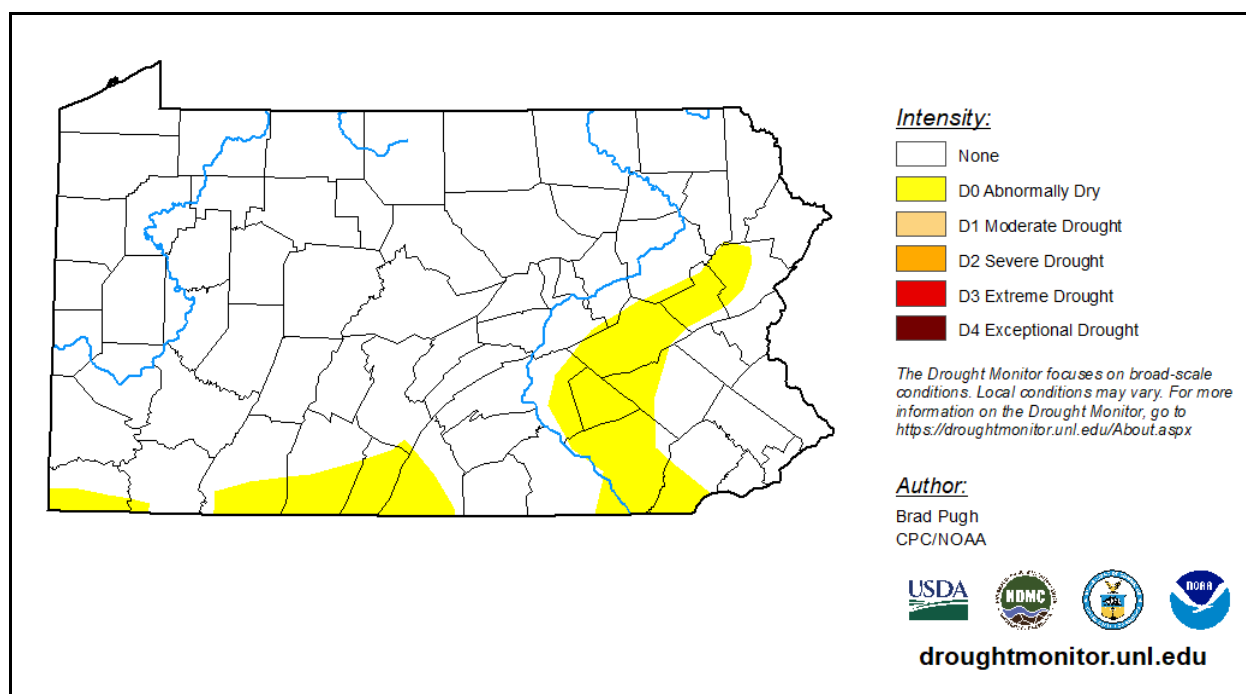 Intensity:
None
D0 Abnormally Dry
D1 Moderate Drought
D2 Severe Drought
D3 Extreme Drought
D4 Exceptional Drought
The Drought Monitor focuses on broad-scale
conditions. Local conditions may vary. For more
information on the Drought Monitor, go to
https://droughtmonitor.unl.edu/About.aspx
Author:
Brad Pugh
CPC/NOAA
USDA
NDMC
NOAA
droughtmonitor.unl.edu